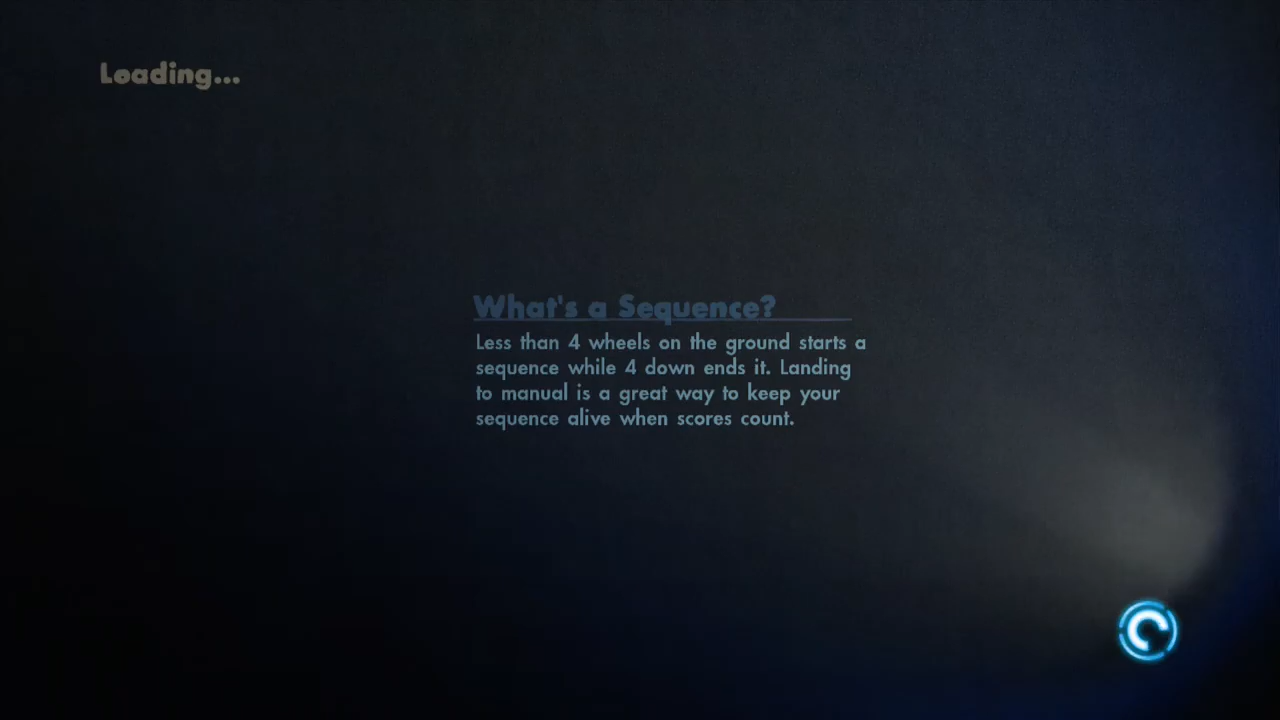 Loading...
What's a Sequence?
Less than 4 wheels on the ground starts a
sequence while 4 down ends it. Landing
to manual is a great way to keep your
sequence alive when scores count.